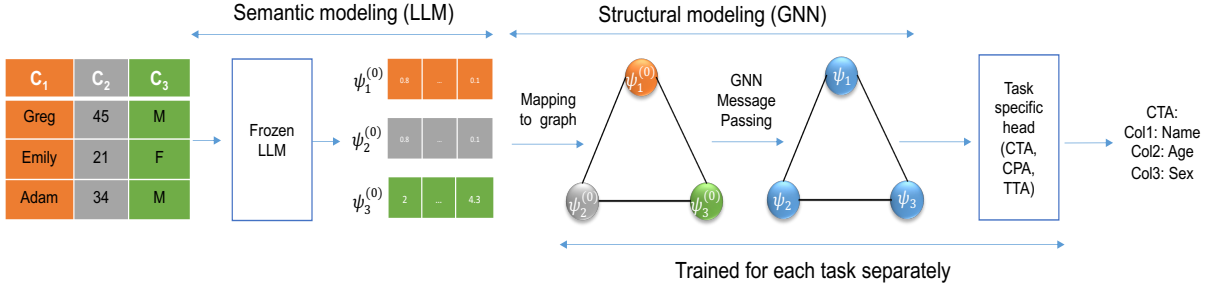 Semantic modeling (LLM)
Structural modeling (GNN)
C₁ C₂ C₃
Greg 45 M
Emily 21 F
Adam 34 M
Frozen
LLM
ψ₁⁽⁰⁾ 0.8 ... 0.1
ψ₂⁽⁰⁾ 0.8 ... 0.1
ψ₃⁽⁰⁾ 2 ... 4.3
Mapping
to graph
ψ₁⁽⁰⁾
ψ₂⁽⁰⁾ ψ₃⁽⁰⁾
GNN
Message
Passing
ψ₁
ψ₂ ψ₃
Task
specific
head
(CTA,
CPA,
TTA)
CTA:
Col1: Name
Col2: Age
Col3: Sex
Trained for each task separately